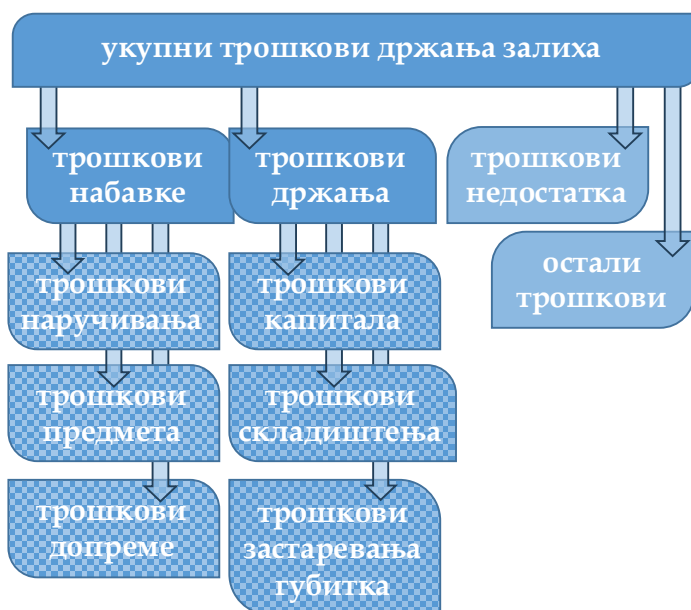 укупни трошкови држања залиха
трошкови
набавке
трошкови
држања
трошкови
недостатка
остали
трошкови
трошкови
наручивања
трошкови
капитала
трошкови
предмета
трошкови
складиштења
трошкови
допреме
трошкови
застаревања
губитка